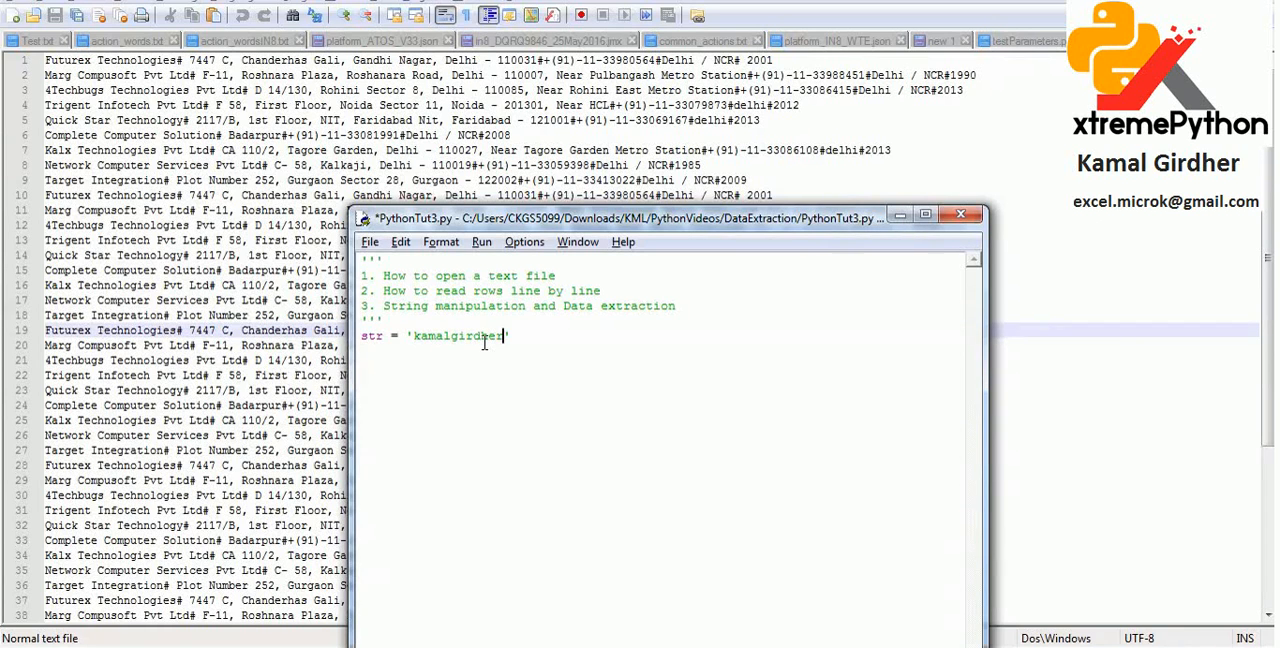 Test.txt action_words.txt action_wordsIN8.txt platform_ATOS_V33.json in8_DQRQ9846_25May2016.jmx common_actions.txt platform_IN8_WTE.json new 1 testParameters.p
1 Futurex Technologies# 7447 C, Chanderhas Gali, Gandhi Nagar, Delhi - 110031#+(91)-11-33980564#Delhi / NCR# 2001
2 Marg Compusoft Pvt Ltd# F-11, Roshnara Plaza, Roshanara Road, Delhi - 110007, Near Pulbangash Metro Station#+(91)-11-33988451#Delhi / NCR#1990
3 4Techbugs Technologies Pvt Ltd# D 14/130, Rohini Sector 8, Delhi - 110085, Near Rohini East Metro Station#+(91)-11-33086415#Delhi / NCR#2013
4 Trigent Infotech Pvt Ltd# F 58, First Floor, Noida Sector 11, Noida - 201301, Near HCL#+(91)-11-33079873#delhi#2012
5 Quick Star Technology# 2117/B, 1st Floor, NIT, Faridabad Nit, Faridabad - 121001#+(91)-11-33069167#delhi#2013
6 Complete Computer Solution# Badarpur#+(91)-11-33081991#Delhi / NCR#2008
7 Kalx Technologies Pvt Ltd# CA 110/2, Tagore Garden, Delhi - 110027, Near Tagore Garden Metro Station#+(91)-11-33086108#delhi#2013
8 Network Computer Services Pvt Ltd# C- 58, Kalkaji, Delhi - 110019#+(91)-11-33059398#Delhi / NCR#1985
9 Target Integration# Plot Number 252, Gurgaon Sector 28, Gurgaon - 122002#+(91)-11-33413022#Delhi / NCR#2009
10 Futurex Technologies# 7447 C, Chanderhas Gali, Gandhi Nagar, Delhi - 110031#+(91)-11-33980564#Delhi / NCR# 2001
11 Marg Compusoft Pvt Ltd# F-11, Roshnara Plaza,
12 4Techbugs Technologies Pvt Ltd# D 14/130, Rohi
13 Trigent Infotech Pvt Ltd# F 58, First Floor, N
14 Quick Star Technology# 2117/B, 1st Floor, NIT,
15 Complete Computer Solution# Badarpur#+(91)-11-
16 Kalx Technologies Pvt Ltd# CA 110/2, Tagore Ga
17 Network Computer Services Pvt Ltd# C- 58, Kalk
18 Target Integration# Plot Number 252, Gurgaon S
19 Futurex Technologies# 7447 C, Chanderhas Gali,
20 Marg Compusoft Pvt Ltd# F-11, Roshnara Plaza,
21 4Techbugs Technologies Pvt Ltd# D 14/130, Rohi
22 Trigent Infotech Pvt Ltd# F 58, First Floor, N
23 Quick Star Technology# 2117/B, 1st Floor, NIT,
24 Complete Computer Solution# Badarpur#+(91)-11-
25 Kalx Technologies Pvt Ltd# CA 110/2, Tagore Ga
26 Network Computer Services Pvt Ltd# C- 58, Kalk
27 Target Integration# Plot Number 252, Gurgaon S
28 Futurex Technologies# 7447 C, Chanderhas Gali,
29 Marg Compusoft Pvt Ltd# F-11, Roshnara Plaza,
30 4Techbugs Technologies Pvt Ltd# D 14/130, Rohi
31 Trigent Infotech Pvt Ltd# F 58, First Floor, N
32 Quick Star Technology# 2117/B, 1st Floor, NIT,
33 Complete Computer Solution# Badarpur#+(91)-11-
34 Kalx Technologies Pvt Ltd# CA 110/2, Tagore Ga
35 Network Computer Services Pvt Ltd# C- 58, Kalk
36 Target Integration# Plot Number 252, Gurgaon S
37 Futurex Technologies# 7447 C, Chanderhas Gali,
38 Marg Compusoft Pvt Ltd# F-11, Roshnara Plaza,
*PythonTut3.py - C:/Users/CKGS5099/Downloads/KML/PythonVideos/DataExtraction/PythonTut3.py ...
File Edit Format Run Options Window Help
'''
1. How to open a text file
2. How to read rows line by line
3. String manipulation and Data extraction
'''
str = 'kamalgirdher'
xtremePython
Kamal Girdher
excel.microk@gmail.com
Normal text file Dos\Windows UTF-8 INS